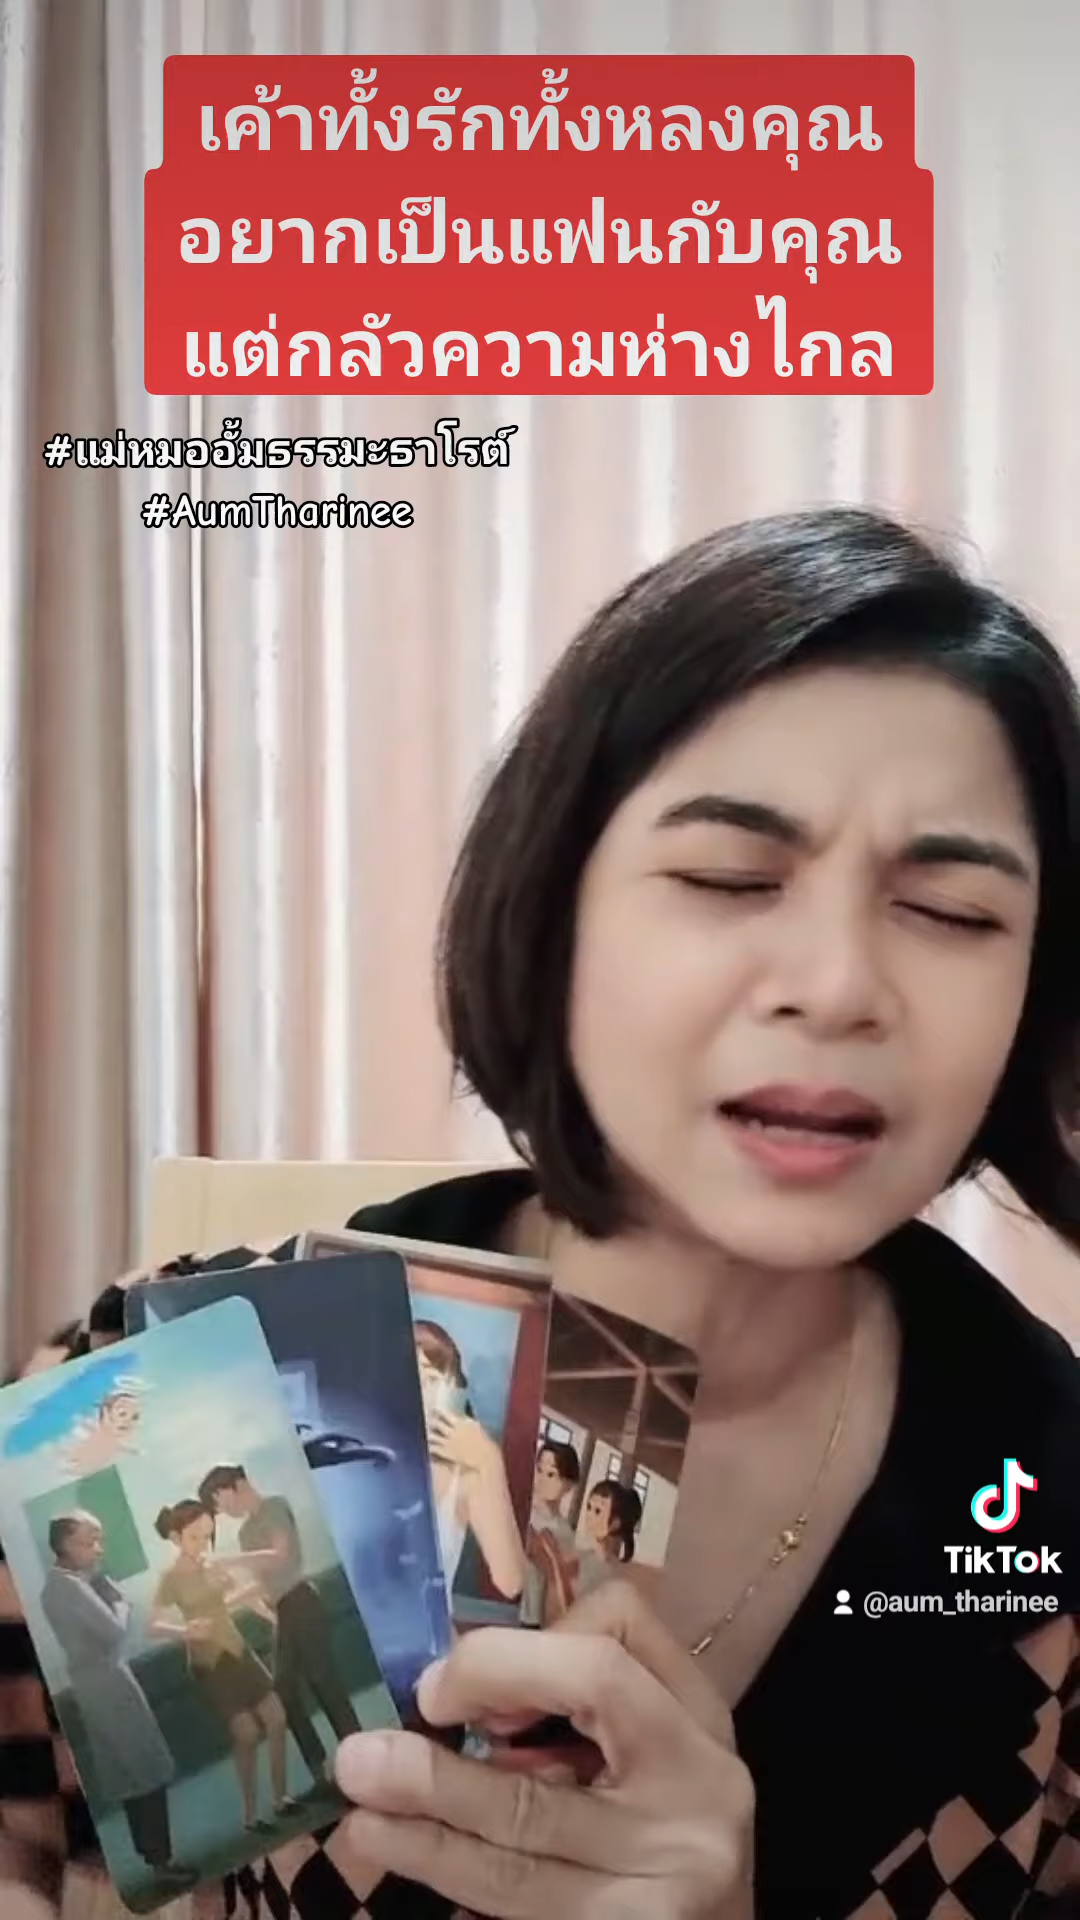 เค้าทั้งรักทั้งหลงคุณ
อยากเป็นแฟนกับคุณ
แต่กลัวความห่างไกล
#แม่หมออั้มธรรมะธาโรต์
#AumTharinee
TikTok
@aum_tharinee